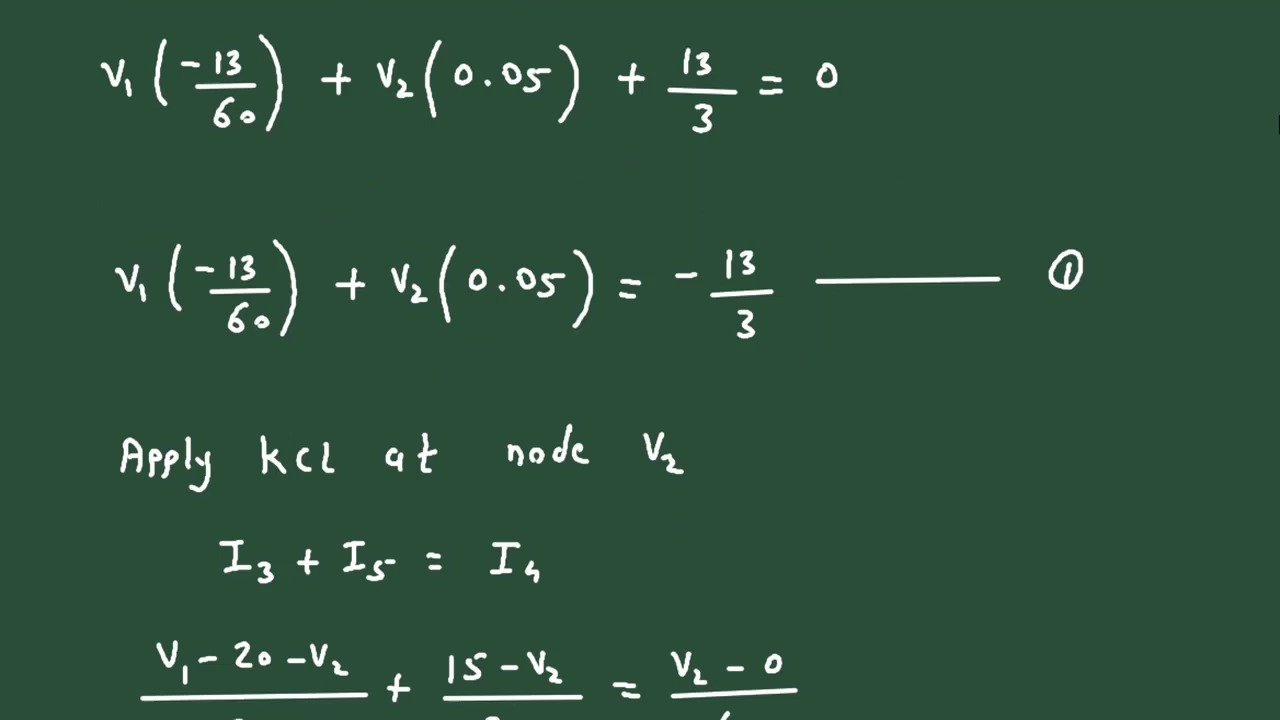 V₁ (-13/60) + V₂ (0.05) + 13/3 = 0
V₁ (-13/60) + V₂ (0.05) = - 13/3 ——— ①
Apply kcl at node V₂
I₃ + I₅ = I₄
V₁ - 20 - V₂ + 15 - V₂ = V₂ - 0